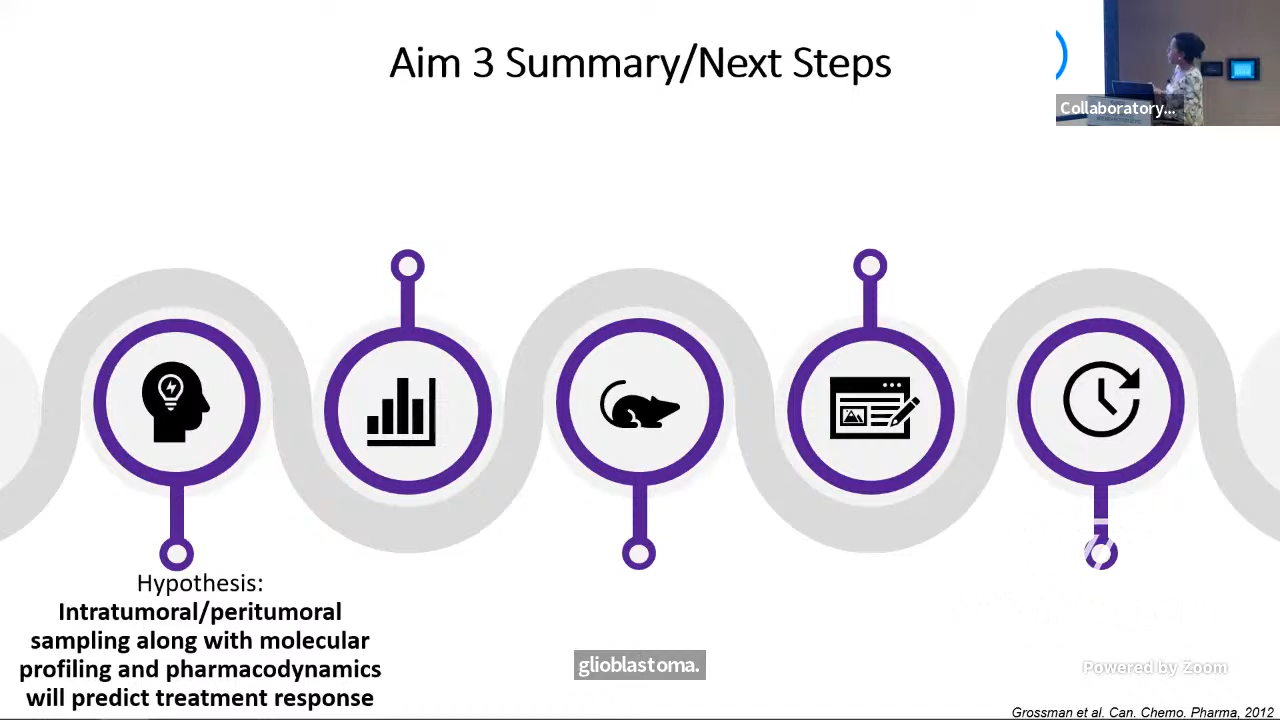 Aim 3 Summary/Next Steps
Collaboratory...
Hypothesis:
Intratumoral/peritumoral
sampling along with molecular
profiling and pharmacodynamics
will predict treatment response
glioblastoma.
Powered by Zoom
Grossman et al. Can. Chemo. Pharma, 2012